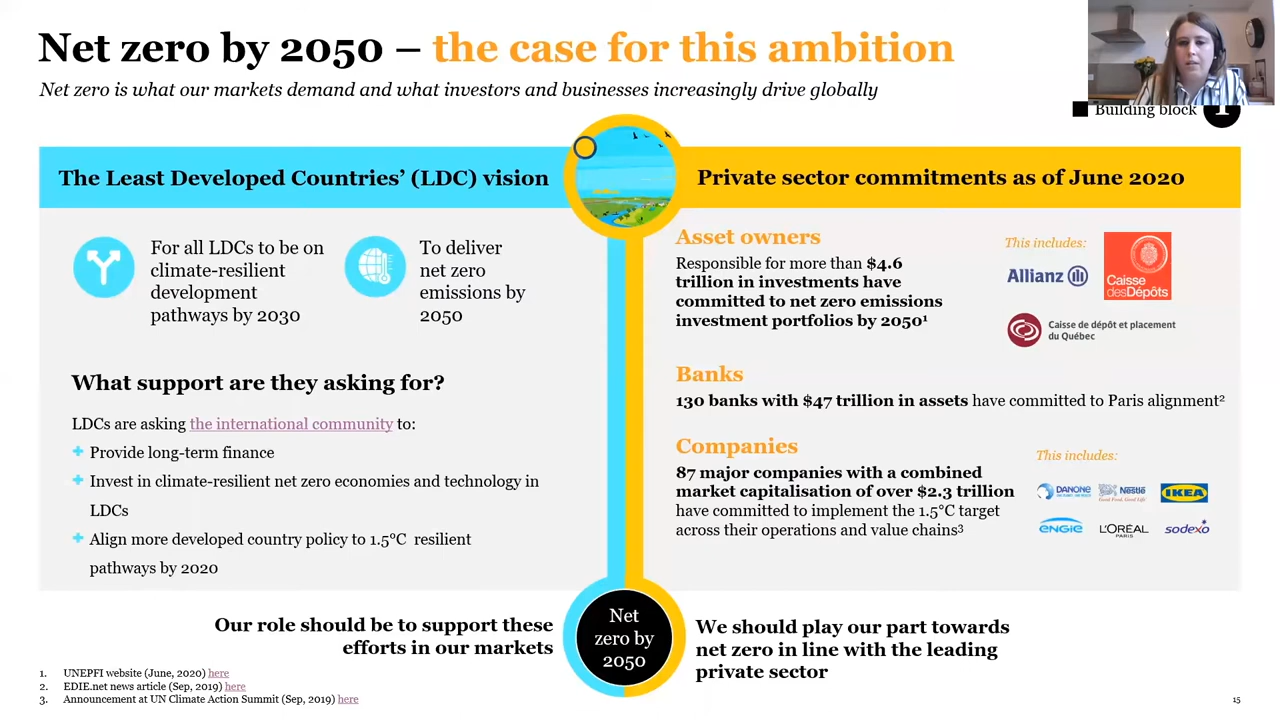 Net zero by 2050 – the case for this ambition
Net zero is what our markets demand and what investors and businesses increasingly drive globally
Building block
The Least Developed Countries’ (LDC) vision
For all LDCs to be on
climate-resilient
development
pathways by 2030
To deliver
net zero
emissions by
2050
What support are they asking for?
LDCs are asking the international community to:
Provide long-term finance
Invest in climate-resilient net zero economies and technology in
LDCs
Align more developed country policy to 1.5°C resilient
pathways by 2020
Our role should be to support these
efforts in our markets
Private sector commitments as of June 2020
Asset owners
Responsible for more than $4.6
trillion in investments have
committed to net zero emissions
investment portfolios by 2050¹
This includes:
Allianz
Caisse
desDépôts
Caisse de dépôt et placement
du Québec
Banks
130 banks with $47 trillion in assets have committed to Paris alignment²
Companies
87 major companies with a combined
market capitalisation of over $2.3 trillion
have committed to implement the 1.5°C target
across their operations and value chains³
This includes:
DANONE
Nestlé
Good Food, Good Life
IKEA
ENGIE
L'ORÉAL
PARIS
sodexo
Net
zero by
2050
We should play our part towards
net zero in line with the leading
private sector
1. UNEPFI website (June, 2020) here
2. EDIE.net news article (Sep, 2019) here
3. Announcement at UN Climate Action Summit (Sep, 2019) here
15